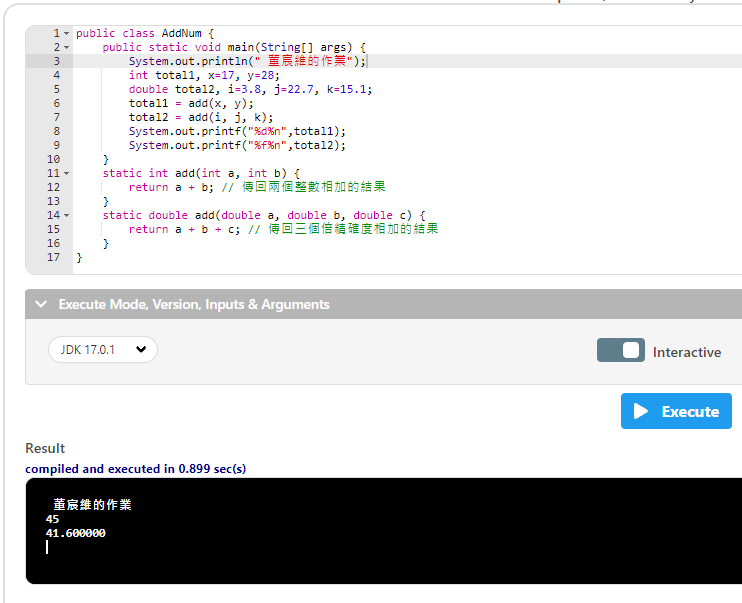 1 public class AddNum {
2 public static void main(String[] args) {
3 System.out.println(" 董宸維的作業");
4 int total1, x=17, y=28;
5 double total2, i=3.8, j=22.7, k=15.1;
6 total1 = add(x, y);
7 total2 = add(i, j, k);
8 System.out.printf("%d%n",total1);
9 System.out.printf("%f%n",total2);
10 }
11 static int add(int a, int b) {
12 return a + b; // 傳回兩個整數相加的結果
13 }
14 static double add(double a, double b, double c) {
15 return a + b + c; // 傳回三個倍精確度相加的結果
16 }
17 }
Execute Mode, Version, Inputs & Arguments
JDK 17.0.1
Interactive
Execute
Result
compiled and executed in 0.899 sec(s)
董宸維的作業
45
41.600000